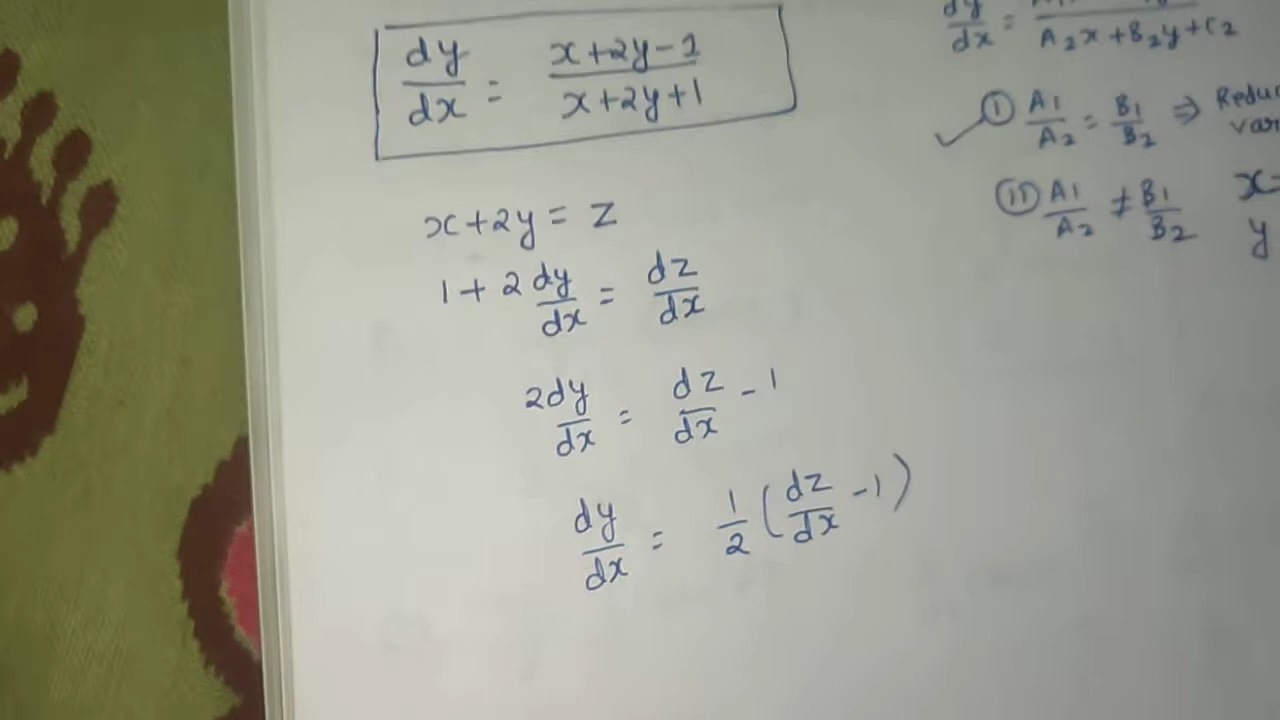 dy/dx = (x+2y-1)/(x+2y+1)
x+2y = z
1 + 2 dy/dx = dz/dx
2dy/dx = dz/dx - 1
dy/dx = 1/2 (dz/dx - 1)
dy/dx = /(A2x+B2y+C2)
(i) A1/A2 = B1/B2 ⇒
(ii) A1/A2 ≠ B1/B2 x
y